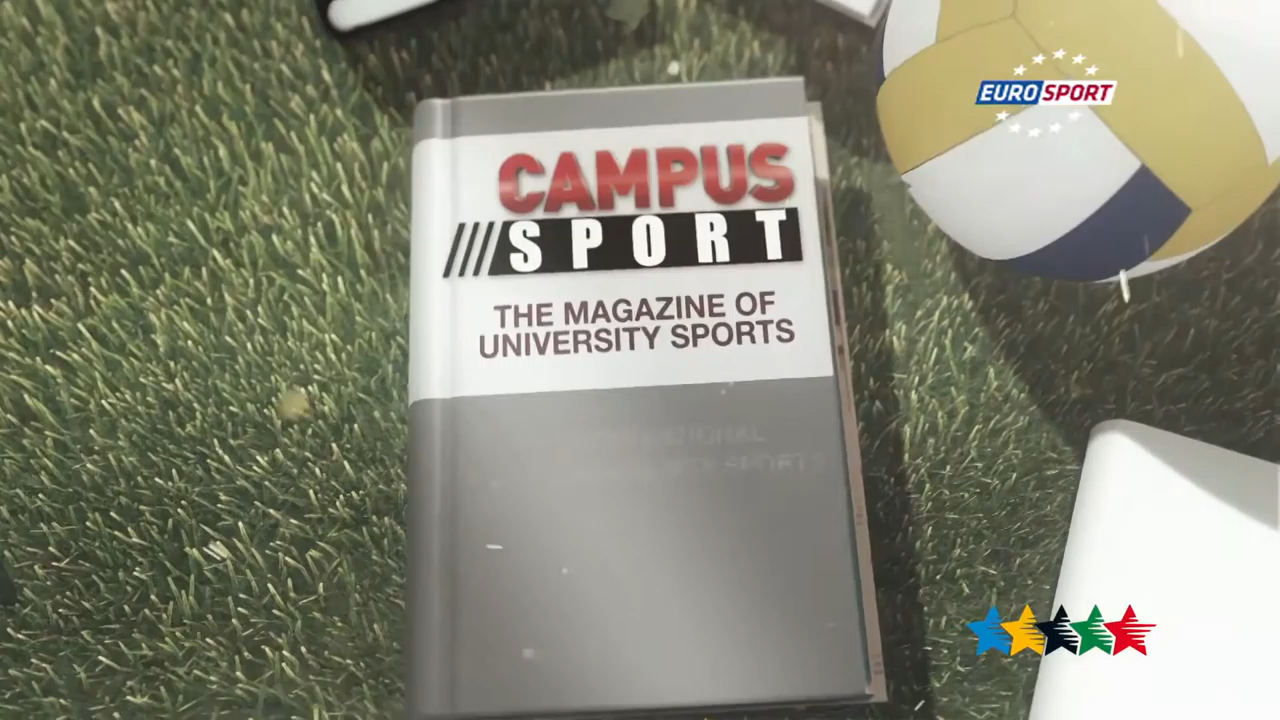 EUROSPORT
CAMPUS
SPORT
THE MAGAZINE OF
UNIVERSITY SPORTS